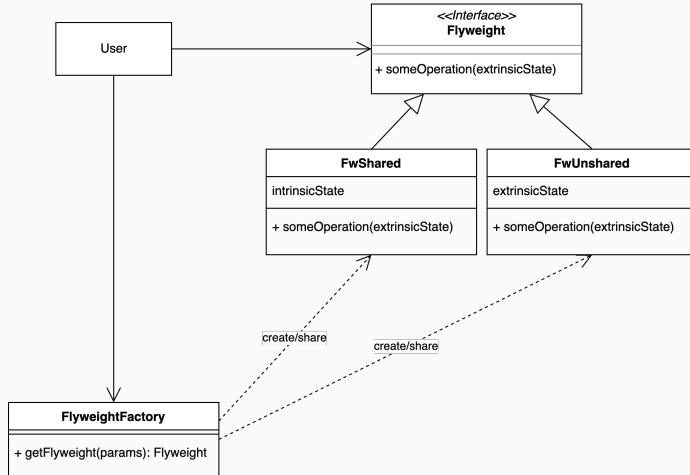 <<Interface>>
Flyweight
User
+ someOperation(extrinsicState)
FwShared
FwUnshared
intrinsicState
extrinsicState
+ someOperation(extrinsicState)
+ someOperation(extrinsicState)
create/share
create/share
FlyweightFactory
+ getFlyweight(params): Flyweight